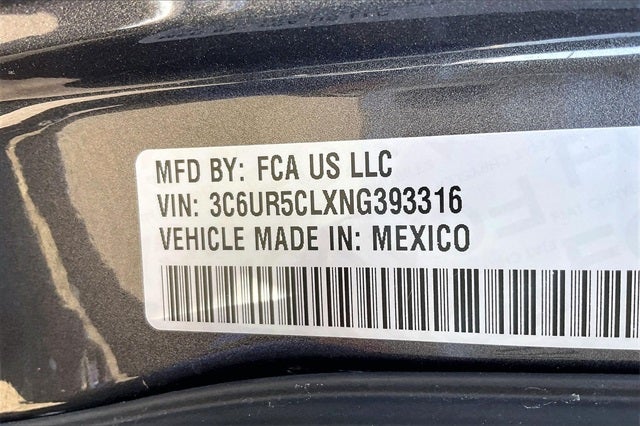 MFD BY: FCA US LLC
VIN: 3C6UR5CLXNG393316
VEHICLE MADE IN: MEXICO